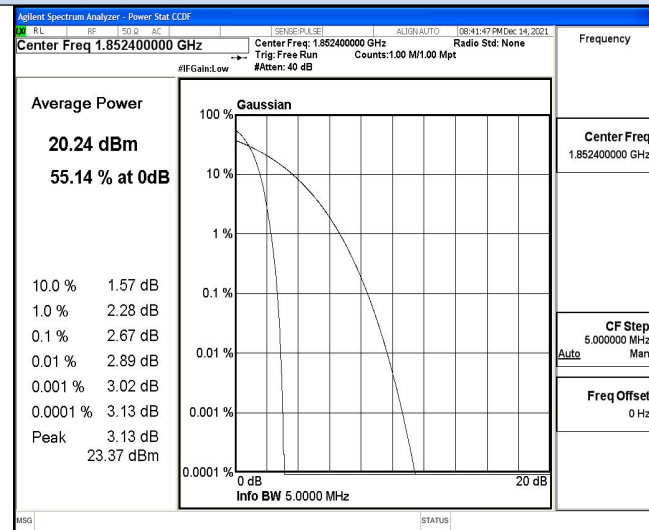 Agilent Spectrum Analyzer - Power Stat CCDF
LXI RL RF 50 Ω AC SENSE:PULSE ALIGN AUTO 08:41:47 PM Dec 14, 2021
Center Freq 1.852400000 GHz
Center Freq: 1.852400000 GHz Radio Std: None
Trig: Free Run Counts:1.00 M/1.00 Mpt
#IFGain:Low #Atten: 40 dB
Frequency
Average Power
20.24 dBm
55.14 % at 0dB
10.0 % 1.57 dB
1.0 % 2.28 dB
0.1 % 2.67 dB
0.01 % 2.89 dB
0.001 % 3.02 dB
0.0001 % 3.13 dB
Peak 3.13 dB
23.37 dBm
Gaussian
100 %
10 %
1 %
0.1 %
0.01 %
0.001 %
0.0001 %
0 dB 20 dB
Info BW 5.0000 MHz
Center Freq
1.852400000 GHz
CF Step
5.000000 MHz
Auto Man
Freq Offset
0 Hz
MSG STATUS